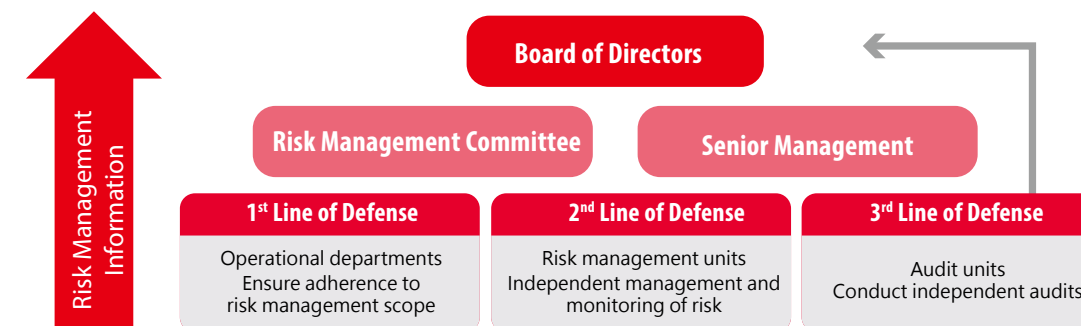 Risk Management
Information
Board of Directors
Risk Management Committee
Senior Management
1st Line of Defense
Operational departments
Ensure adherence to
risk management scope
2nd Line of Defense
Risk management units
Independent management and
monitoring of risk
3rd Line of Defense
Audit units
Conduct independent audits